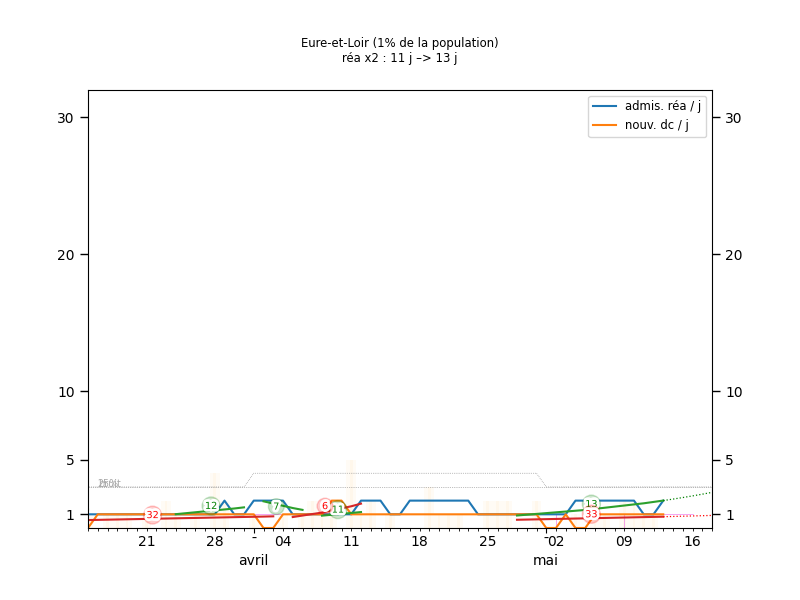 Eure-et-Loir (1% de la population)
réa x2 : 11 j –> 13 j
admis. réa / j
nouv. dc / j
30 30
20 20
10 10
5 5
1 1
32 12 7 6 11 13 33
21 28 - 04 11 18 25 - 02 09 16
avril mai